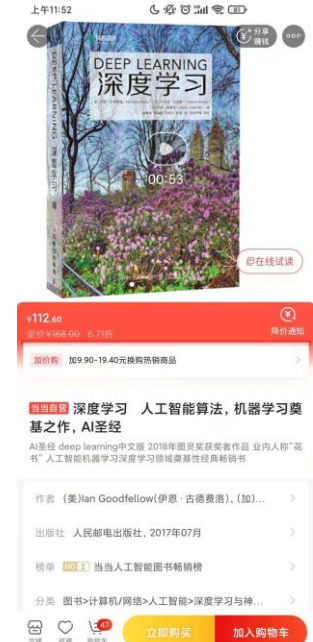 上午11:52
分享
赚钱
DEEP LEARNING
深度学习
00:53
在线试读
¥112.60
定价¥168.00 6.71折
降价通知
加价购 加9.90-19.40元换购热销商品
当当自营 深度学习 人工智能算法，机器学习奠
基之作，AI圣经
AI圣经 deep learning中文版 2018年图灵奖获奖者作品 业内人称“花
书” 人工智能机器学习深度学习领域奠基性经典畅销书
作者 (美)Ian Goodfellow(伊恩·古德费洛)、(加)...
出版社 人民邮电出版社，2017年07月
榜单 NO 2 当当人工智能图书畅销榜
分类 图书>计算机/网络>人工智能>深度学习与神...
47
店铺 收藏 购物车
立即购买
加入购物车